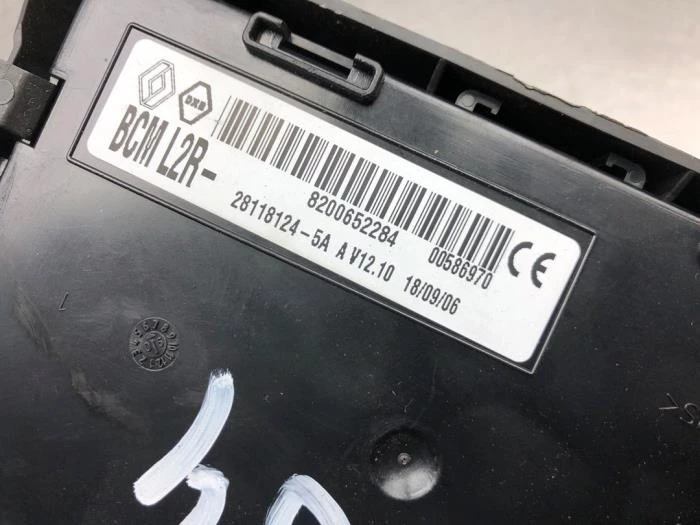 BCM L2R-
8200652284 00586970
28118124-5A A V12.10 18/09/06
CE